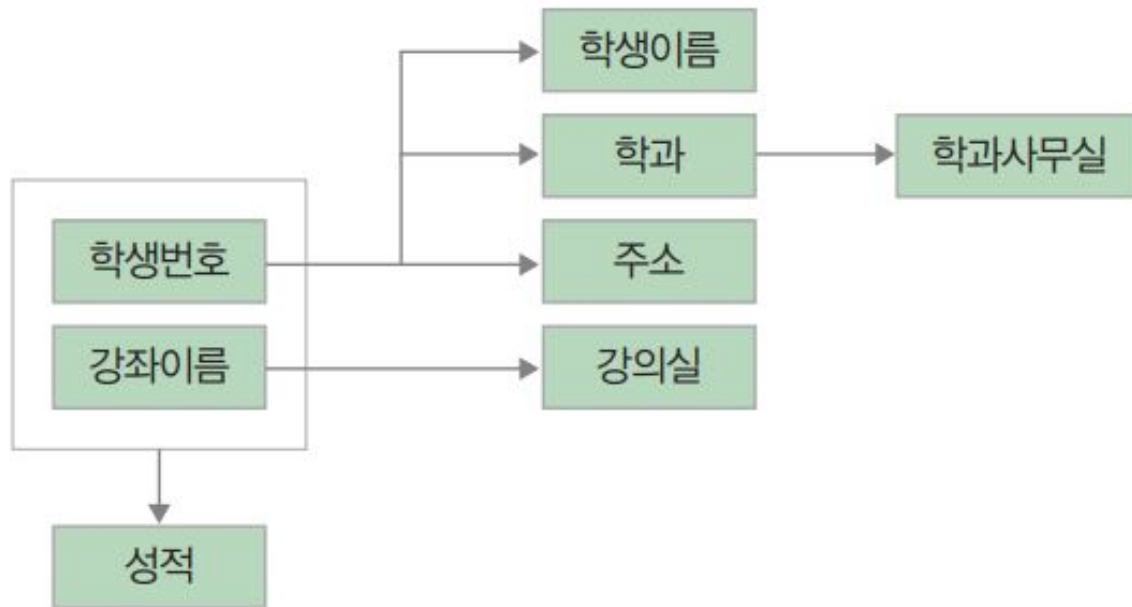 학생이름
학과
학과사무실
학생번호
주소
강좌이름
강의실
성적